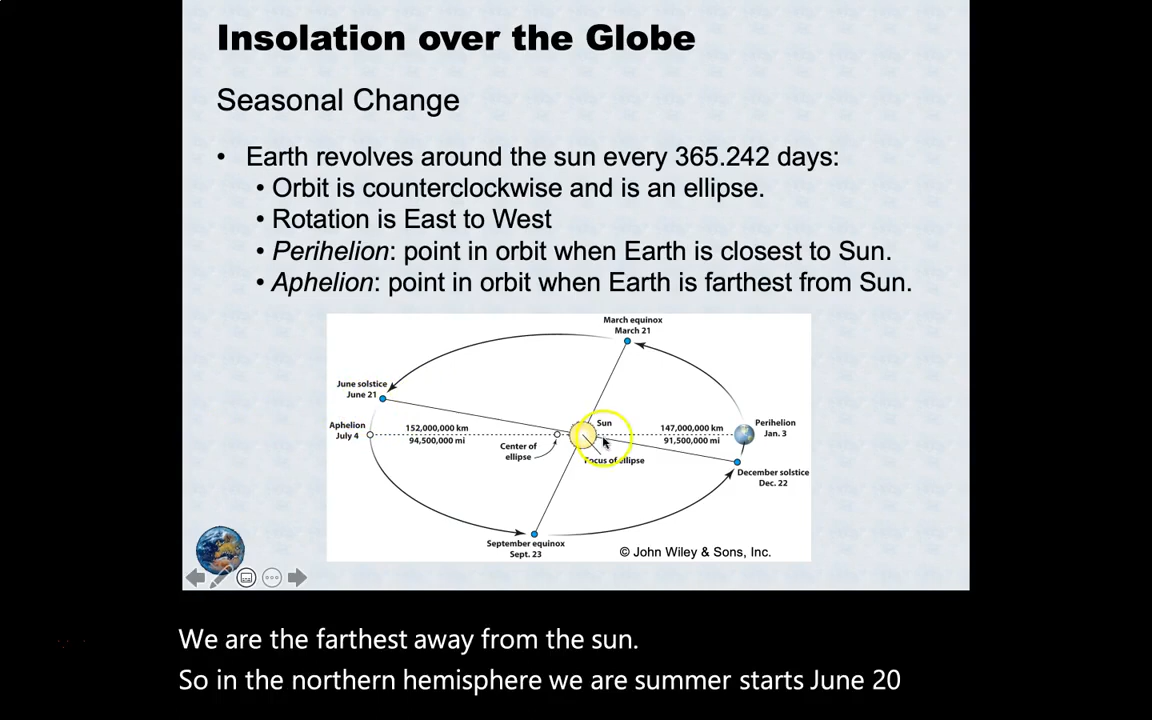 Insolation over the Globe
Seasonal Change
• Earth revolves around the sun every 365.242 days:
• Orbit is counterclockwise and is an ellipse.
• Rotation is East to West
• Perihelion: point in orbit when Earth is closest to Sun.
• Aphelion: point in orbit when Earth is farthest from Sun.
March equinox
March 21
June solstice
June 21
Aphelion
July 4
152,000,000 km
94,500,000 mi
Center of
ellipse
Sun
Focus of ellipse
147,000,000 km
91,500,000 mi
Perihelion
Jan. 3
December solstice
Dec. 22
September equinox
Sept. 23
© John Wiley & Sons, Inc.
We are the farthest away from the sun.
So in the northern hemisphere we are summer starts June 20